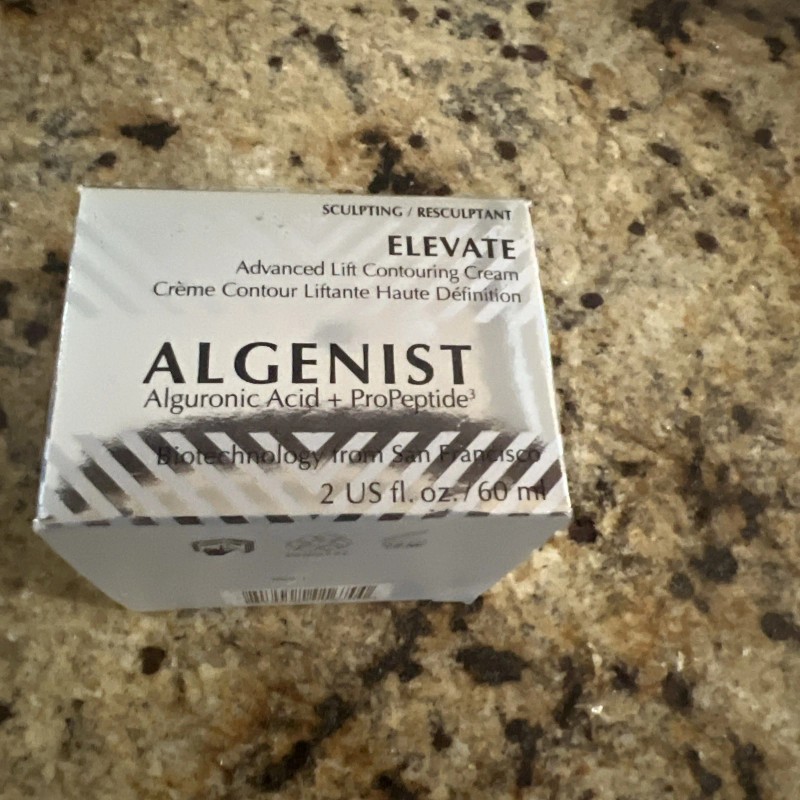 SCULPTING / RESCULPTANT
ELEVATE
Advanced Lift Contouring Cream
Crème Contour Liftante Haute Définition
ALGENIST
Alguronic Acid + ProPeptide³
Biotechnology from San Francisco
2 US fl. oz. / 60 ml